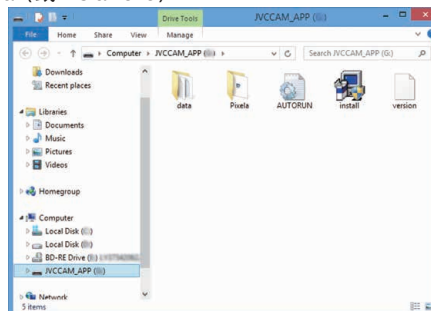 Drive Tools
JVCCAM_APP
File Home Share View Manage
Computer JVCCAM_APP Search JVCCAM_APP (G:)
Downloads
Recent places
Libraries
Documents
Music
Pictures
Videos
Homegroup
Computer
Local Disk
Local Disk
BD-RE Drive
JVCCAM_APP
Network
data Pixela AUTORUN install version
5 items